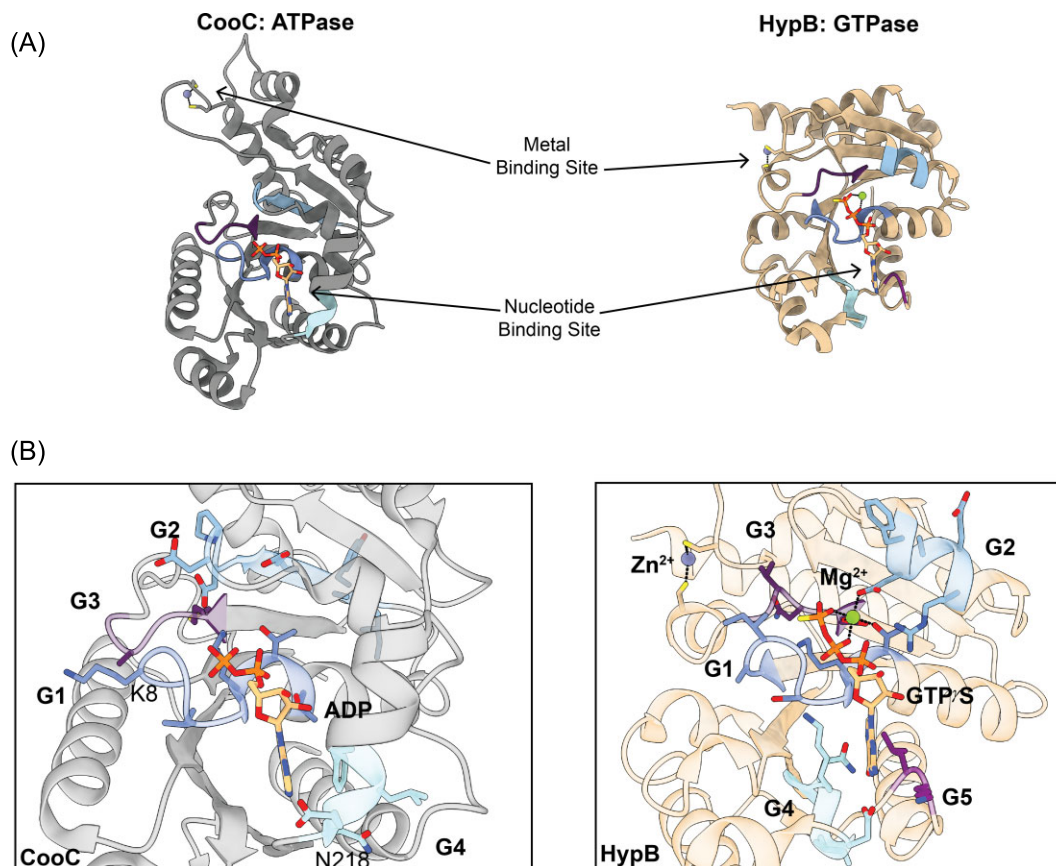 (A)
CooC: ATPase
HypB: GTPase
Metal
Binding Site
Nucleotide
Binding Site
(B)
G2
G3
G1
K8
ADP
N218
G4
CooC
G3
Zn2+
Mg2+
G2
G1
GTPγS
G4
G5
HypB